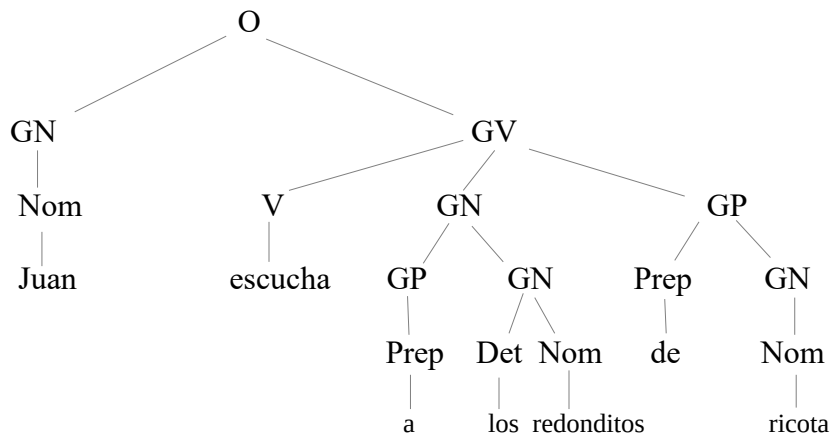 O
GN GV
Nom V GN GP
Juan escucha GP GN Prep GN
Prep Det Nom de Nom
a los redonditos ricota